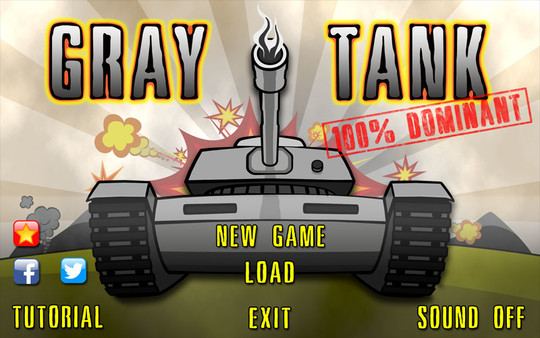 GRAY TANK
100% DOMINANT
NEW GAME
LOAD
TUTORIAL
EXIT
SOUND OFF